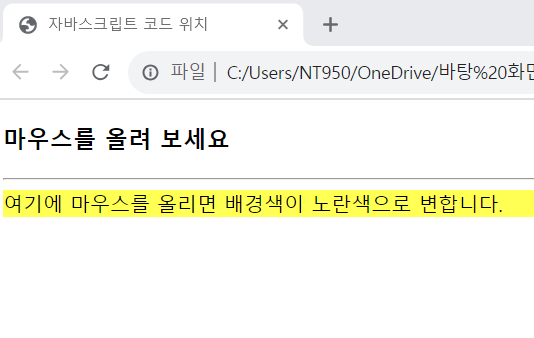 자바스크립트 코드 위치
파일 | C:/Users/NT950/OneDrive/바탕%20화면
마우스를 올려 보세요
여기에 마우스를 올리면 배경색이 노란색으로 변합니다.